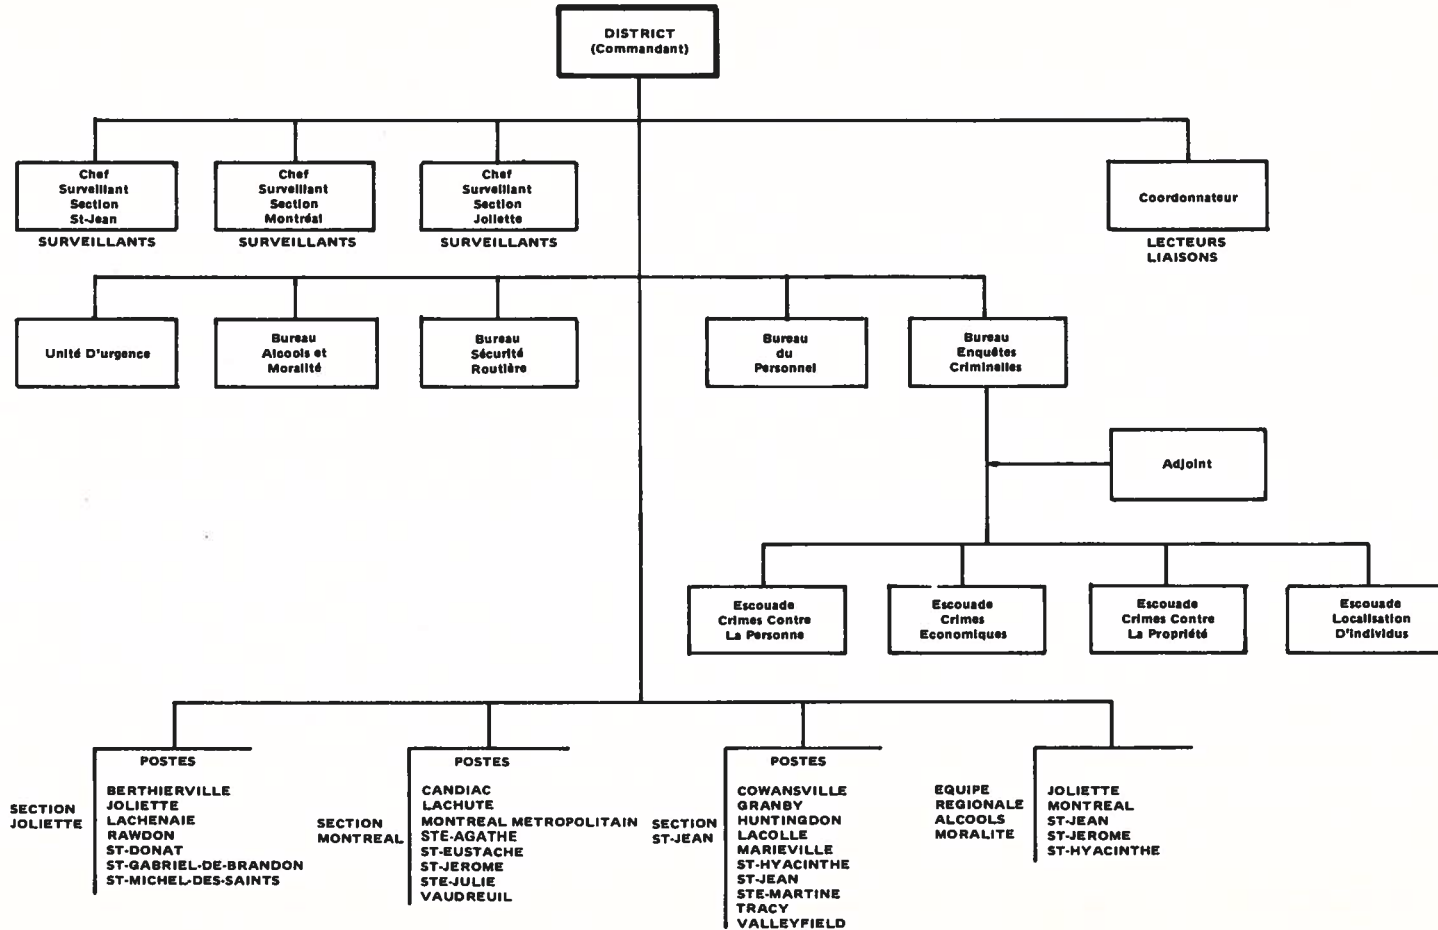 DISTRICT
(Commandant)
Chef
Surveillant
Section
St-Jean
SURVEILLANTS
Chef
Surveillant
Section
Montréal
SURVEILLANTS
Chef
Surveillant
Section
Joliette
SURVEILLANTS
Coordonnateur
LECTEURS
LIAISONS
Unité D'urgence
Bureau
Alcools et
Moralité
Bureau
Sécurité
Routière
Bureau
du
Personnel
Bureau
Enquêtes
Criminelles
Adjoint
Escouade
Crimes Contre
La Personne
Escouade
Crimes
Economiques
Escouade
Crimes Contre
La Propriété
Escouade
Localisation
D'individus
SECTION
JOLIETTE
POSTES
BERTHIERVILLE
JOLIETTE
LACHENAIE
RAWDON
ST-DONAT
ST-GABRIEL-DE-BRANDON
ST-MICHEL-DES-SAINTS
SECTION
MONTREAL
POSTES
CANDIAC
LACHUTE
MONTREAL METROPOLITAIN
STE-AGATHE
ST-EUSTACHE
ST-JEROME
STE-JULIE
VAUDREUIL
SECTION
ST-JEAN
POSTES
COWANSVILLE
GRANBY
HUNTINGDON
LACOLLE
MARIEVILLE
ST-HYACINTHE
ST-JEAN
STE-MARTINE
TRACY
VALLEYFIELD
EQUIPE
REGIONALE
ALCOOLS
MORALITE
JOLIETTE
MONTREAL
ST-JEAN
ST-JEROME
ST-HYACINTHE